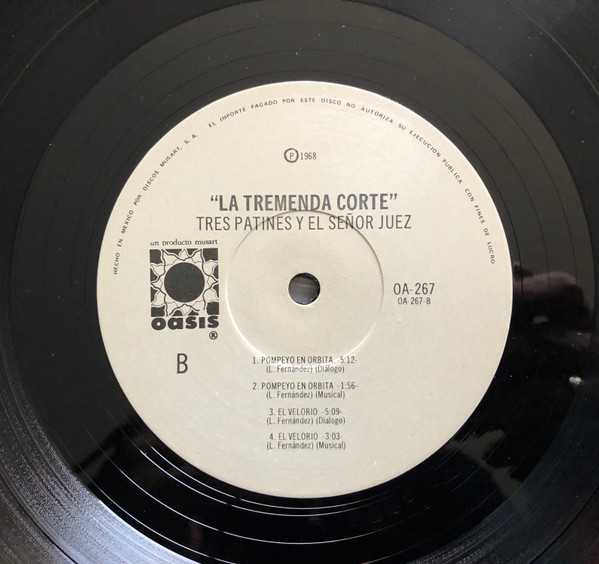 HECHO EN MEXICO POR DISCOS MUSART, S. A. EL IMPORTE PAGADO POR ESTE DISCO NO AUTORIZA SU EJECUCION PUBLICA CON FINES DE LUCRO
Ⓟ1968
"LA TREMENDA CORTE"
TRES PATINES Y EL SEÑOR JUEZ
un producto musart
oasis
®
OA-267
OA-267-B
B
1. POMPEYO EN ORBITA -5:12-
(L. Fernández) (Diálogo)
2. POMPEYO EN ORBITA -1:56-
(L. Fernández) (Musical)
3. EL VELORIO -5:09-
(L. Fernández) (Dialogo)
4. EL VELORIO -3:03-
(L. Fernández) (Musical)